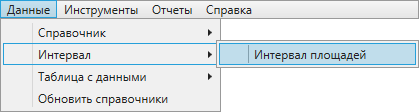 Данные Инструменты Отчеты Справка
Справочник
Интервал
Интервал площадей
Таблица с данными
Обновить справочники